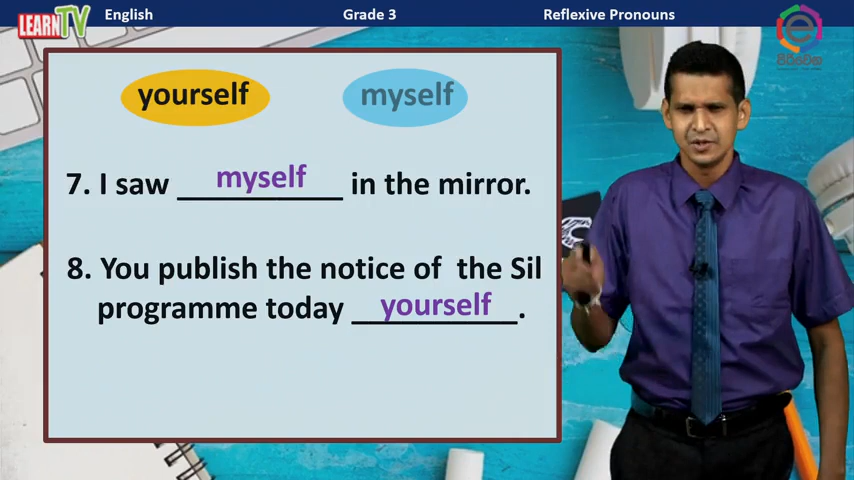 LEARN TV
English
Grade 3
Reflexive Pronouns
yourself
myself
7. I saw myself in the mirror.
8. You publish the notice of the Sil
programme today yourself.